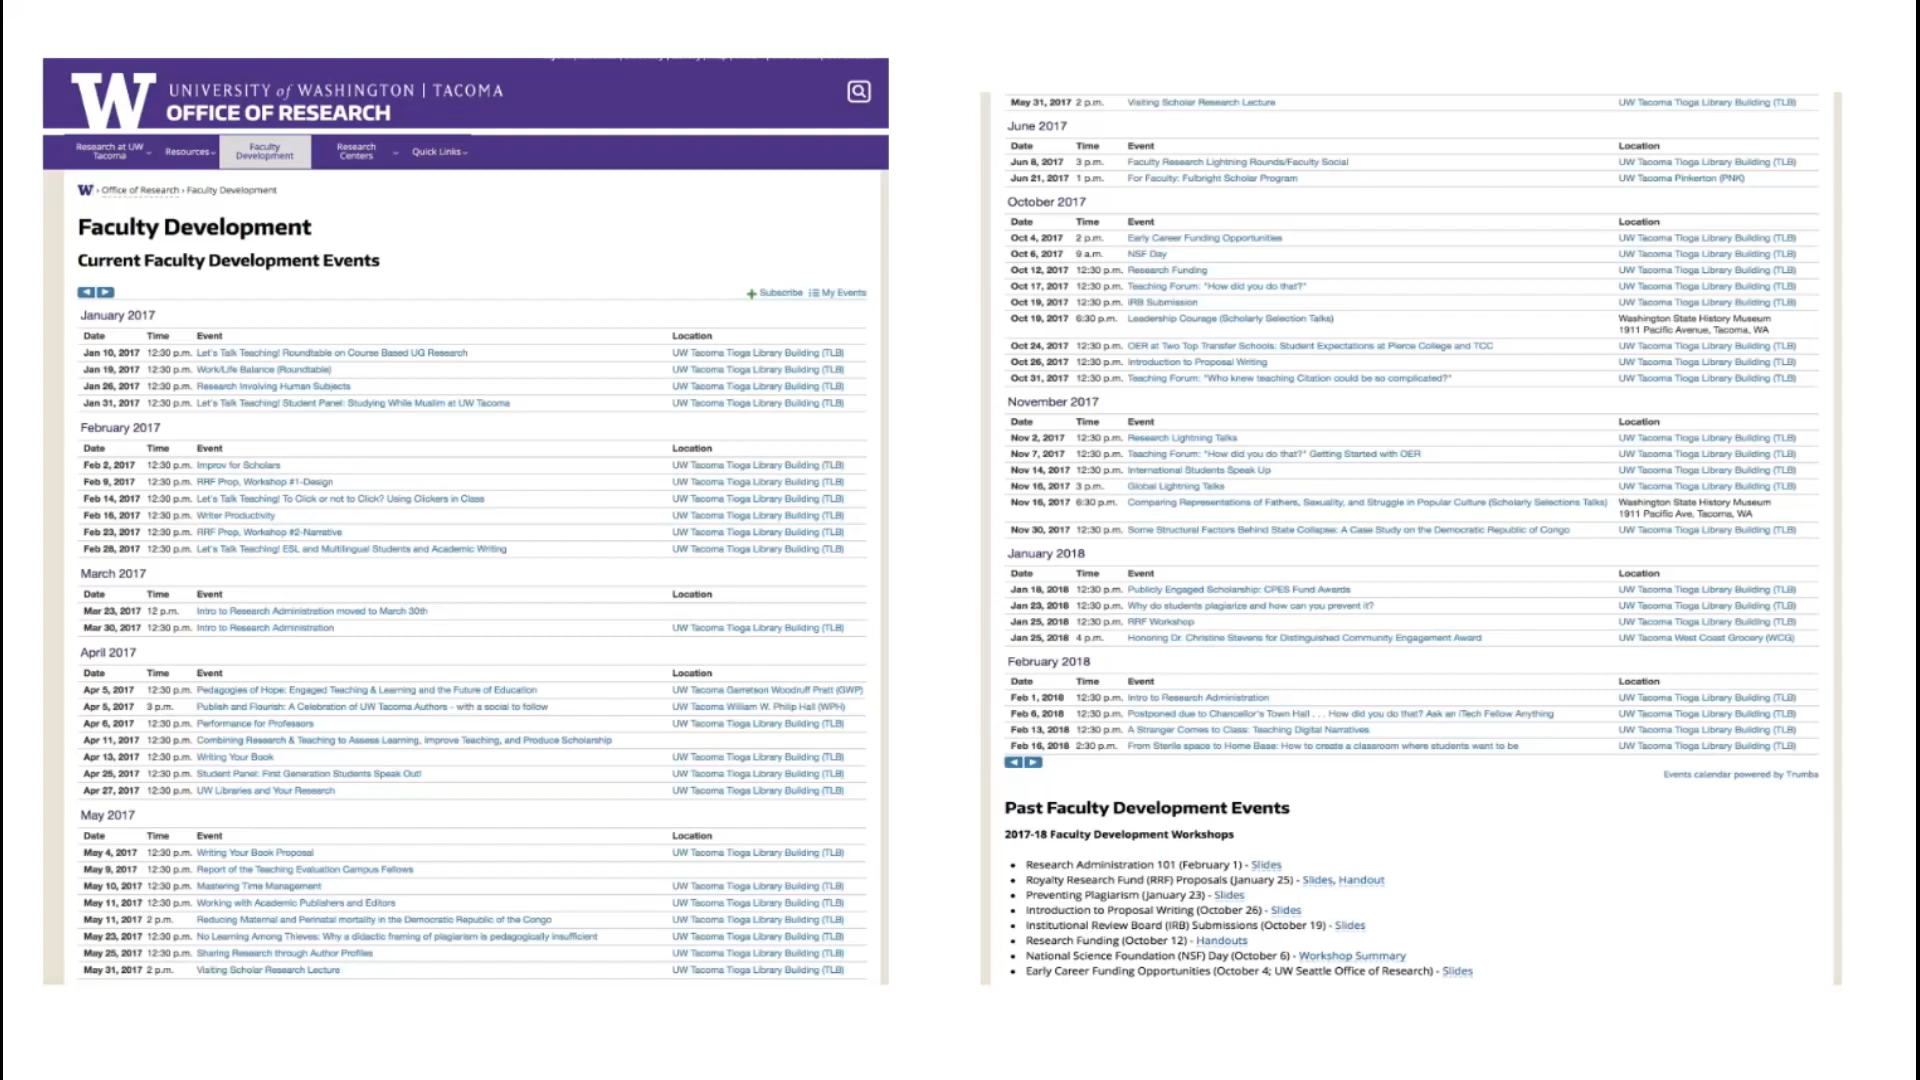 W UNIVERSITY of WASHINGTON | TACOMA
OFFICE OF RESEARCH
Research at UW Tacoma
Resources
Faculty Development
Research Centers
Quick Links
W › Office of Research › Faculty Development
Faculty Development
Current Faculty Development Events
Subscribe My Events
January 2017
Date Time Event Location
Jan 10, 2017 12:30 p.m. Let's Talk Teaching! Roundtable on Course Based UG Research UW Tacoma Tioga Library Building (TLB)
Jan 19, 2017 12:30 p.m. Work/Life Balance (Roundtable) UW Tacoma Tioga Library Building (TLB)
Jan 26, 2017 12:30 p.m. Research Involving Human Subjects UW Tacoma Tioga Library Building (TLB)
Jan 31, 2017 12:30 p.m. Let's Talk Teaching! Student Panel: Studying While Muslim at UW Tacoma UW Tacoma Tioga Library Building (TLB)
February 2017
Date Time Event Location
Feb 2, 2017 12:30 p.m. Improv for Scholars UW Tacoma Tioga Library Building (TLB)
Feb 9, 2017 12:30 p.m. RRF Prop, Workshop #1-Design UW Tacoma Tioga Library Building (TLB)
Feb 14, 2017 12:30 p.m. Let's Talk Teaching! To Click or not to Click? Using Clickers in Class UW Tacoma Tioga Library Building (TLB)
Feb 16, 2017 12:30 p.m. Writer Productivity UW Tacoma Tioga Library Building (TLB)
Feb 23, 2017 12:30 p.m. RRF Prop, Workshop #2-Narrative UW Tacoma Tioga Library Building (TLB)
Feb 28, 2017 12:30 p.m. Let's Talk Teaching! ESL and Multilingual Students and Academic Writing UW Tacoma Tioga Library Building (TLB)
March 2017
Date Time Event Location
Mar 23, 2017 12 p.m. Intro to Research Administration moved to March 30th
Mar 30, 2017 12:30 p.m. Intro to Research Administration UW Tacoma Tioga Library Building (TLB)
April 2017
Date Time Event Location
Apr 5, 2017 12:30 p.m. Pedagogies of Hope: Engaged Teaching & Learning and the Future of Education UW Tacoma Garretson Woodruff Pratt (GWP)
Apr 5, 2017 3 p.m. Publish and Flourish: A Celebration of UW Tacoma Authors - with a social to follow UW Tacoma William W. Philip Hall (WPH)
Apr 6, 2017 12:30 p.m. Performance for Professors UW Tacoma Tioga Library Building (TLB)
Apr 11, 2017 12:30 p.m. Combining Research & Teaching to Assess Learning, Improve Teaching, and Produce Scholarship
Apr 13, 2017 12:30 p.m. Writing Your Book UW Tacoma Tioga Library Building (TLB)
Apr 25, 2017 12:30 p.m. Student Panel: First Generation Students Speak Out! UW Tacoma Tioga Library Building (TLB)
Apr 27, 2017 12:30 p.m. UW Libraries and Your Research UW Tacoma Tioga Library Building (TLB)
May 2017
Date Time Event Location
May 4, 2017 12:30 p.m. Writing Your Book Proposal UW Tacoma Tioga Library Building (TLB)
May 9, 2017 12:30 p.m. Report of the Teaching Evaluation Campus Fellows
May 10, 2017 12:30 p.m. Mastering Time Management UW Tacoma Tioga Library Building (TLB)
May 11, 2017 12:30 p.m. Working with Academic Publishers and Editors UW Tacoma Tioga Library Building (TLB)
May 11, 2017 2 p.m. Reducing Maternal and Perinatal mortality in the Democratic Republic of the Congo UW Tacoma Tioga Library Building (TLB)
May 23, 2017 12:30 p.m. No Learning Among Thieves: Why a didactic framing of plagiarism is pedagogically insufficient UW Tacoma Tioga Library Building (TLB)
May 25, 2017 12:30 p.m. Sharing Research through Author Profiles UW Tacoma Tioga Library Building (TLB)
May 31, 2017 2 p.m. Visiting Scholar Research Lecture UW Tacoma Tioga Library Building (TLB)
May 31, 2017 2 p.m. Visiting Scholar Research Lecture UW Tacoma Tioga Library Building (TLB)
June 2017
Date Time Event Location
Jun 8, 2017 3 p.m. Faculty Research Lightning Rounds/Faculty Social UW Tacoma Tioga Library Building (TLB)
Jun 21, 2017 1 p.m. For Faculty: Fulbright Scholar Program UW Tacoma Pinkerton (PNK)
October 2017
Date Time Event Location
Oct 4, 2017 2 p.m. Early Career Funding Opportunities UW Tacoma Tioga Library Building (TLB)
Oct 6, 2017 9 a.m. NSF Day UW Tacoma Tioga Library Building (TLB)
Oct 12, 2017 12:30 p.m. Research Funding UW Tacoma Tioga Library Building (TLB)
Oct 17, 2017 12:30 p.m. Teaching Forum: "How did you do that?" UW Tacoma Tioga Library Building (TLB)
Oct 19, 2017 12:30 p.m. IRB Submission UW Tacoma Tioga Library Building (TLB)
Oct 19, 2017 6:30 p.m. Leadership Courage (Scholarly Selection Talks) Washington State History Museum
1911 Pacific Avenue, Tacoma, WA
Oct 24, 2017 12:30 p.m. OER at Two Top Transfer Schools: Student Expectations at Pierce College and TCC UW Tacoma Tioga Library Building (TLB)
Oct 26, 2017 12:30 p.m. Introduction to Proposal Writing UW Tacoma Tioga Library Building (TLB)
Oct 31, 2017 12:30 p.m. Teaching Forum: "Who knew teaching Citation could be so complicated?" UW Tacoma Tioga Library Building (TLB)
November 2017
Date Time Event Location
Nov 2, 2017 12:30 p.m. Research Lightning Talks UW Tacoma Tioga Library Building (TLB)
Nov 7, 2017 12:30 p.m. Teaching Forum: "How did you do that?" Getting Started with OER UW Tacoma Tioga Library Building (TLB)
Nov 14, 2017 12:30 p.m. International Students Speak Up UW Tacoma Tioga Library Building (TLB)
Nov 16, 2017 3 p.m. Global Lightning Talks UW Tacoma Tioga Library Building (TLB)
Nov 16, 2017 6:30 p.m. Comparing Representations of Fathers, Sexuality, and Struggle in Popular Culture (Scholarly Selections Talks) Washington State History Museum
1911 Pacific Ave, Tacoma, WA
Nov 30, 2017 12:30 p.m. Some Structural Factors Behind State Collapse: A Case Study on the Democratic Republic of Congo UW Tacoma Tioga Library Building (TLB)
January 2018
Date Time Event Location
Jan 18, 2018 12:30 p.m. Publicly Engaged Scholarship: CPES Fund Awards UW Tacoma Tioga Library Building (TLB)
Jan 23, 2018 12:30 p.m. Why do students plagiarize and how can you prevent it? UW Tacoma Tioga Library Building (TLB)
Jan 25, 2018 12:30 p.m. RRF Workshop UW Tacoma Tioga Library Building (TLB)
Jan 25, 2018 4 p.m. Honoring Dr. Christine Stevens for Distinguished Community Engagement Award UW Tacoma West Coast Grocery (WCG)
February 2018
Date Time Event Location
Feb 1, 2018 12:30 p.m. Intro to Research Administration UW Tacoma Tioga Library Building (TLB)
Feb 6, 2018 12:30 p.m. Postponed due to Chancellor's Town Hall . . . How did you do that? Ask an iTech Fellow Anything UW Tacoma Tioga Library Building (TLB)
Feb 13, 2018 12:30 p.m. A Stranger Comes to Class: Teaching Digital Narratives UW Tacoma Tioga Library Building (TLB)
Feb 16, 2018 2:30 p.m. From Sterile space to Home Base: How to create a classroom where students want to be UW Tacoma Tioga Library Building (TLB)
Events calendar powered by Trumba
Past Faculty Development Events
2017-18 Faculty Development Workshops
• Research Administration 101 (February 1) - Slides
• Royalty Research Fund (RRF) Proposals (January 25) - Slides, Handout
• Preventing Plagiarism (January 23) - Slides
• Introduction to Proposal Writing (October 26) - Slides
• Institutional Review Board (IRB) Submissions (October 19) - Slides
• Research Funding (October 12) - Handouts
• National Science Foundation (NSF) Day (October 6) - Workshop Summary
• Early Career Funding Opportunities (October 4; UW Seattle Office of Research) - Slides